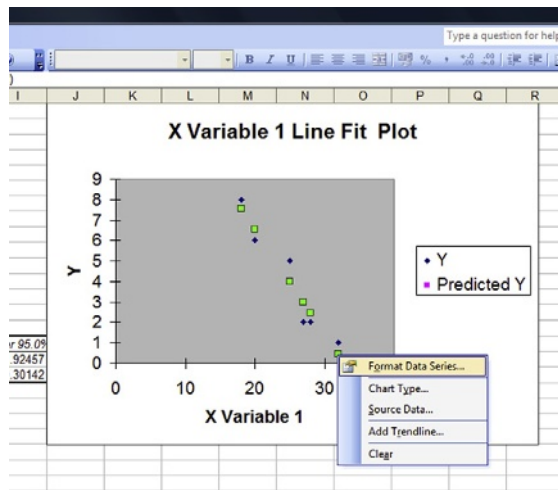 Type a question for help
B I U
%
)
I J K L M N O P Q R
X Variable 1 Line Fit Plot
9
8
7
6
5
4
3
2
1
0
Y
0 10 20 30
X Variable 1
Y
Predicted Y
er 95.0%
.92457
.30142
Format Data Series...
Chart Type...
Source Data...
Add Trendline...
Clear